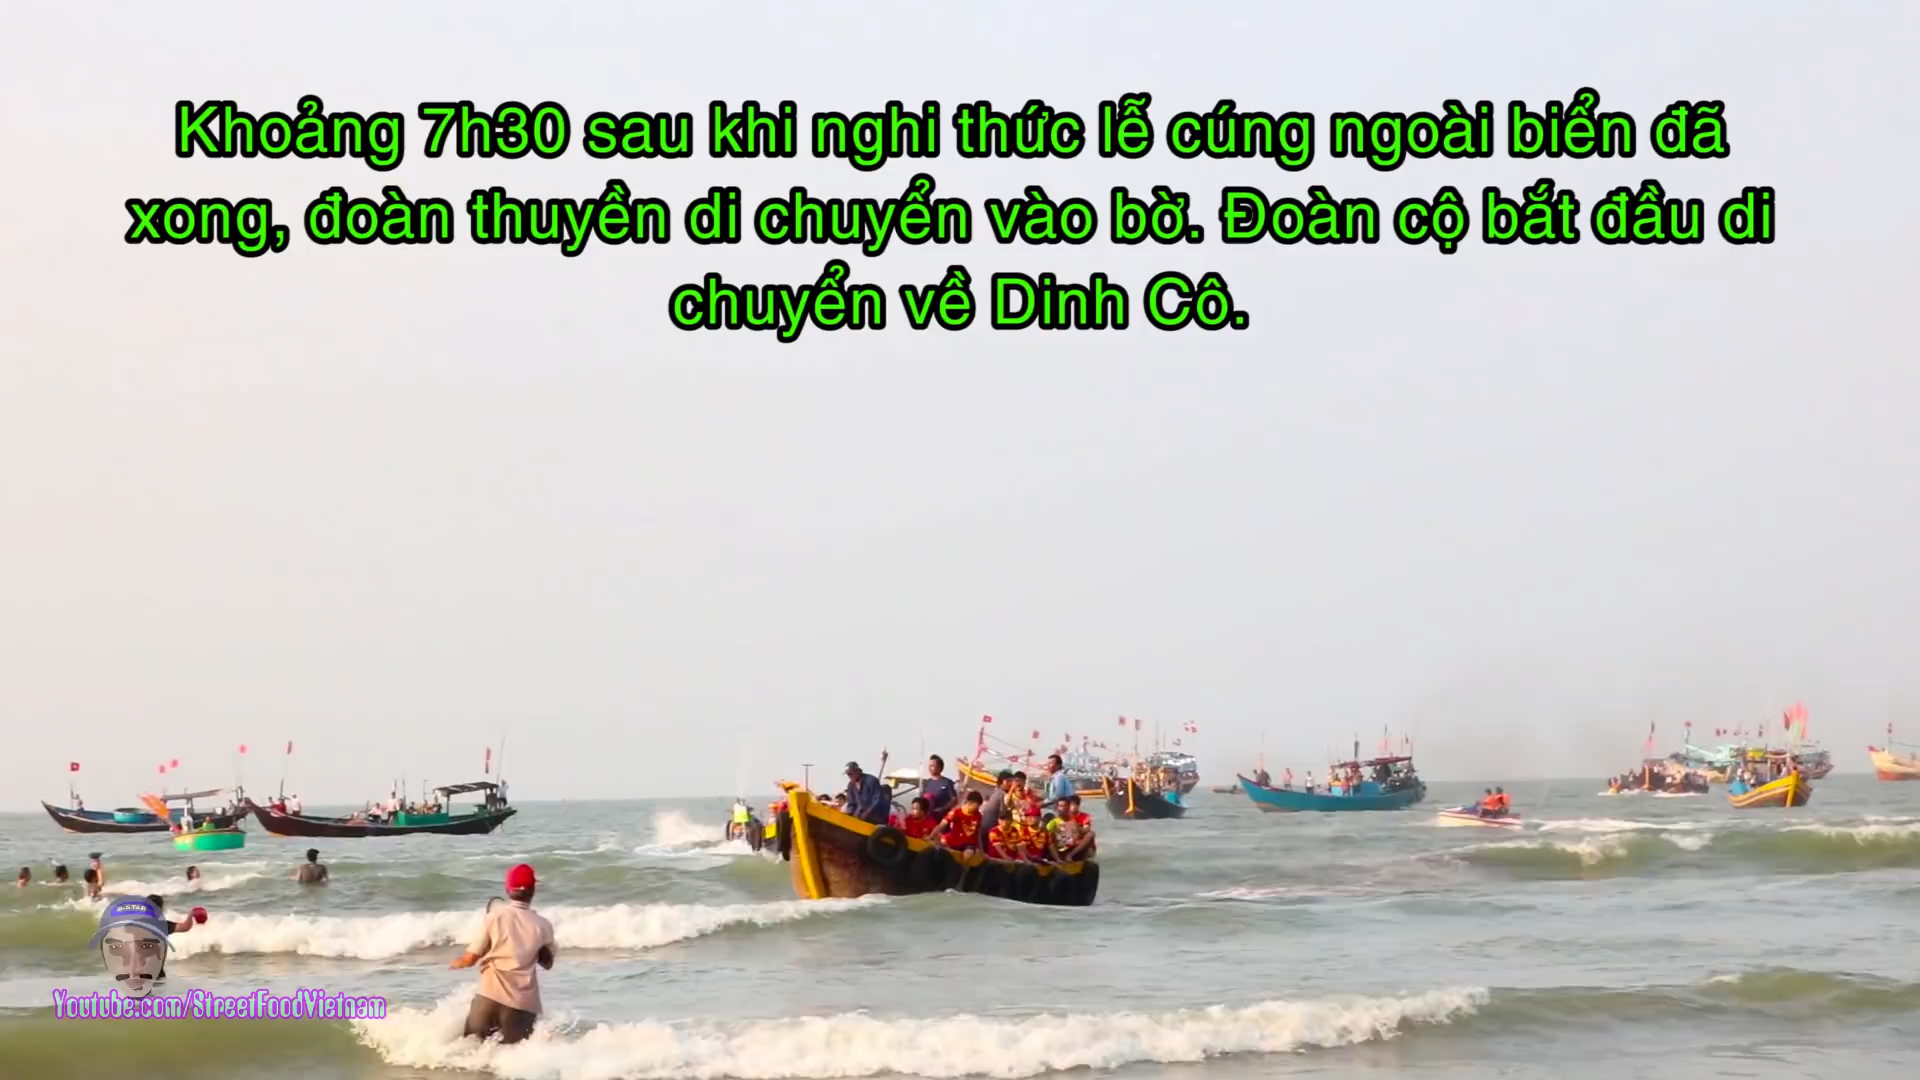 Khoảng 7h30 sau khi nghi thức lễ cúng ngoài biển đã
xong, đoàn thuyền di chuyển vào bờ. Đoàn cộ bắt đầu di
chuyển về Dinh Cô.
Youtube.com/StreetFoodVietnam